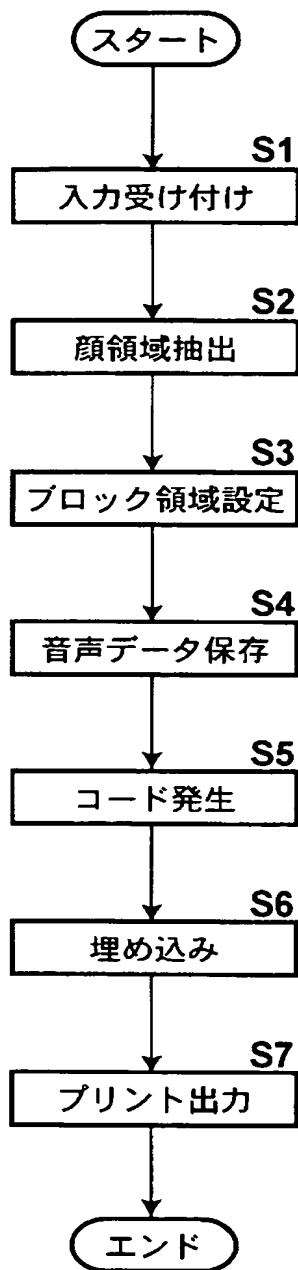 スタート
S1
入力受け付け
S2
顔領域抽出
S3
ブロック領域設定
S4
音声データ保存
S5
コード発生
S6
埋め込み
S7
プリント出力
エンド